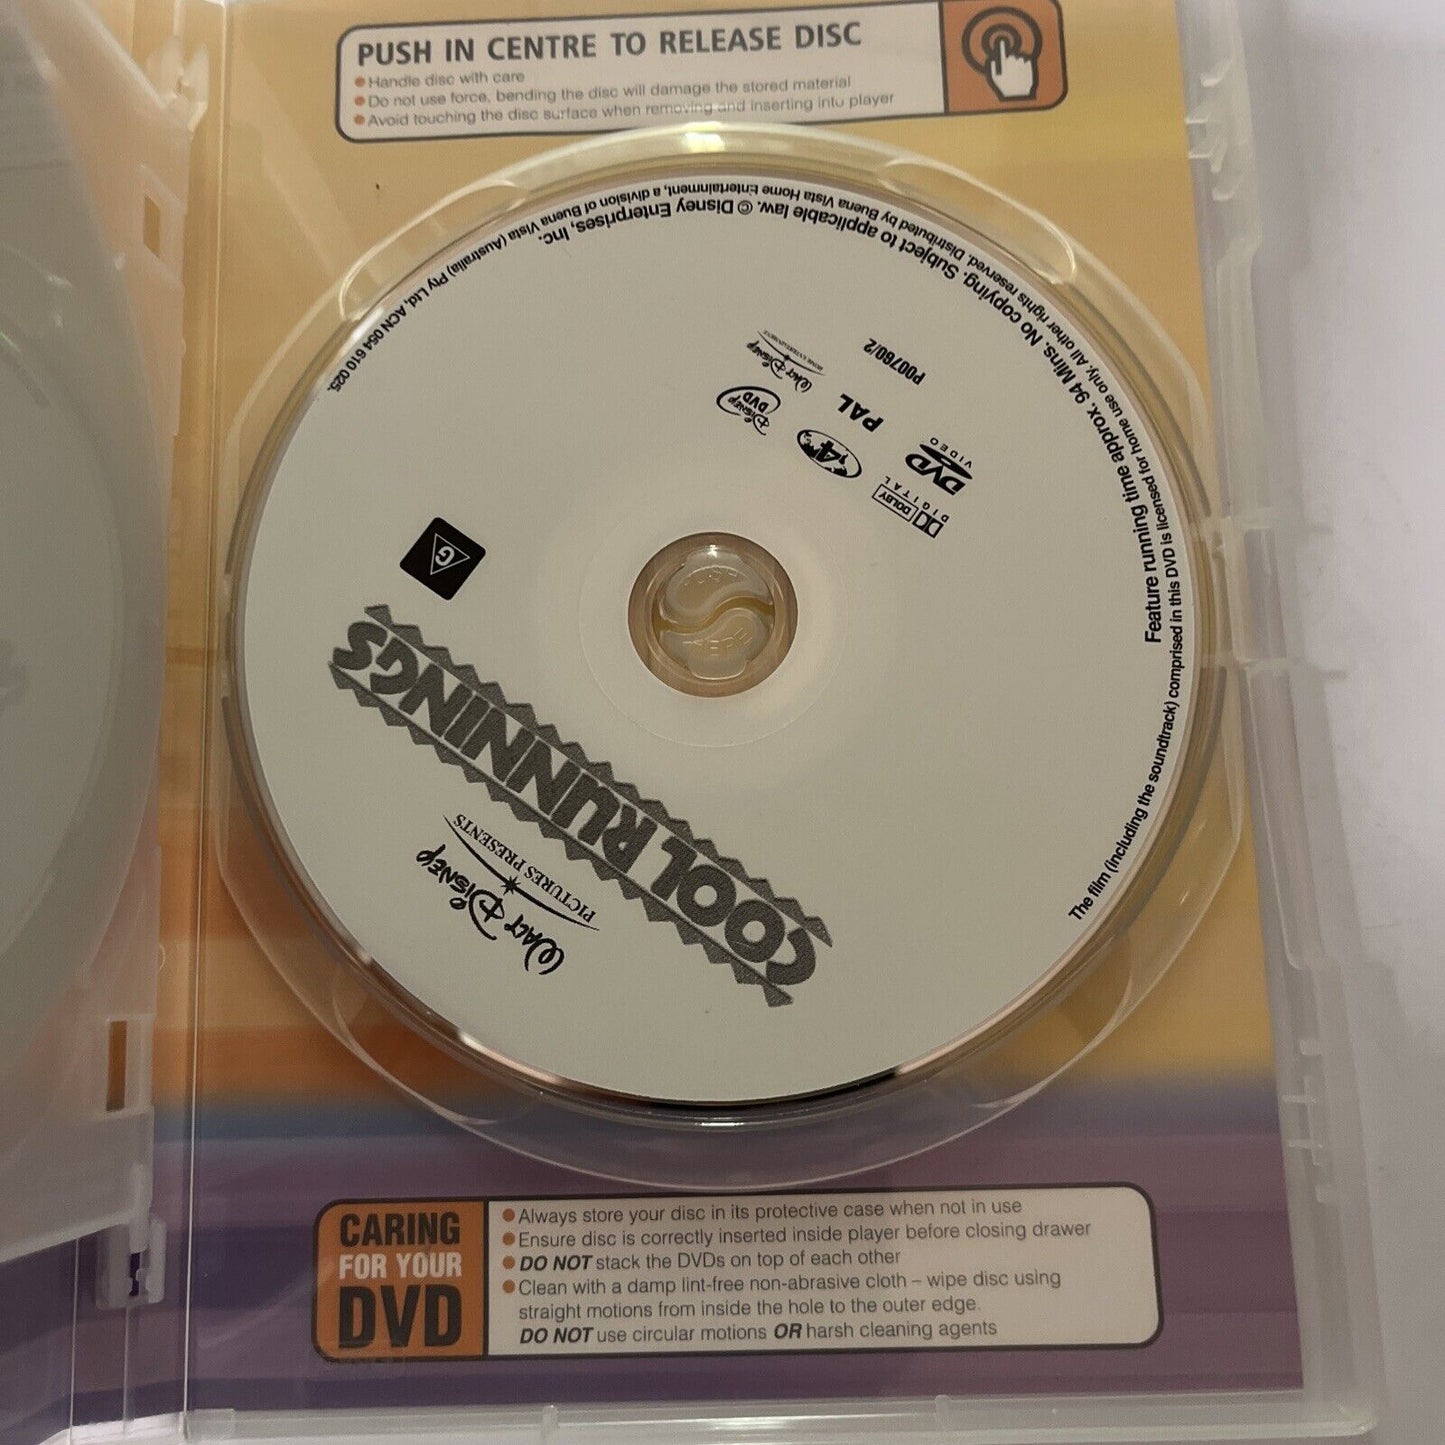 PUSH IN CENTRE TO RELEASE DISC
Handle disc with care
Do not use force, bending the disc will damage the stored material
Avoid touching the disc surface when removing and inserting into player
WALT DISNEY
PICTURES PRESENTS
COOL RUNNINGS
G
DOLBY
DIGITAL
DVD
VIDEO
4
PAL
DISNEY
DVD
WALT DISNEY
HOME ENTERTAINMENT
P00760/2
Feature running time approx. 94 Mins. No copying. Subject to applicable law. © Disney Enterprises, Inc.
The film (including the soundtrack) comprised in this DVD is licensed for home use only. All other rights reserved. Distributed by Buena Vista Home Entertainment, a division of Buena Vista (Australia) Pty Ltd, ACN 054 610 025.
CARING
FOR YOUR
DVD
Always store your disc in its protective case when not in use
Ensure disc is correctly inserted inside player before closing drawer
DO NOT stack the DVDs on top of each other
Clean with a damp lint-free non-abrasive cloth – wipe disc using
straight motions from inside the hole to the outer edge.
DO NOT use circular motions OR harsh cleaning agents